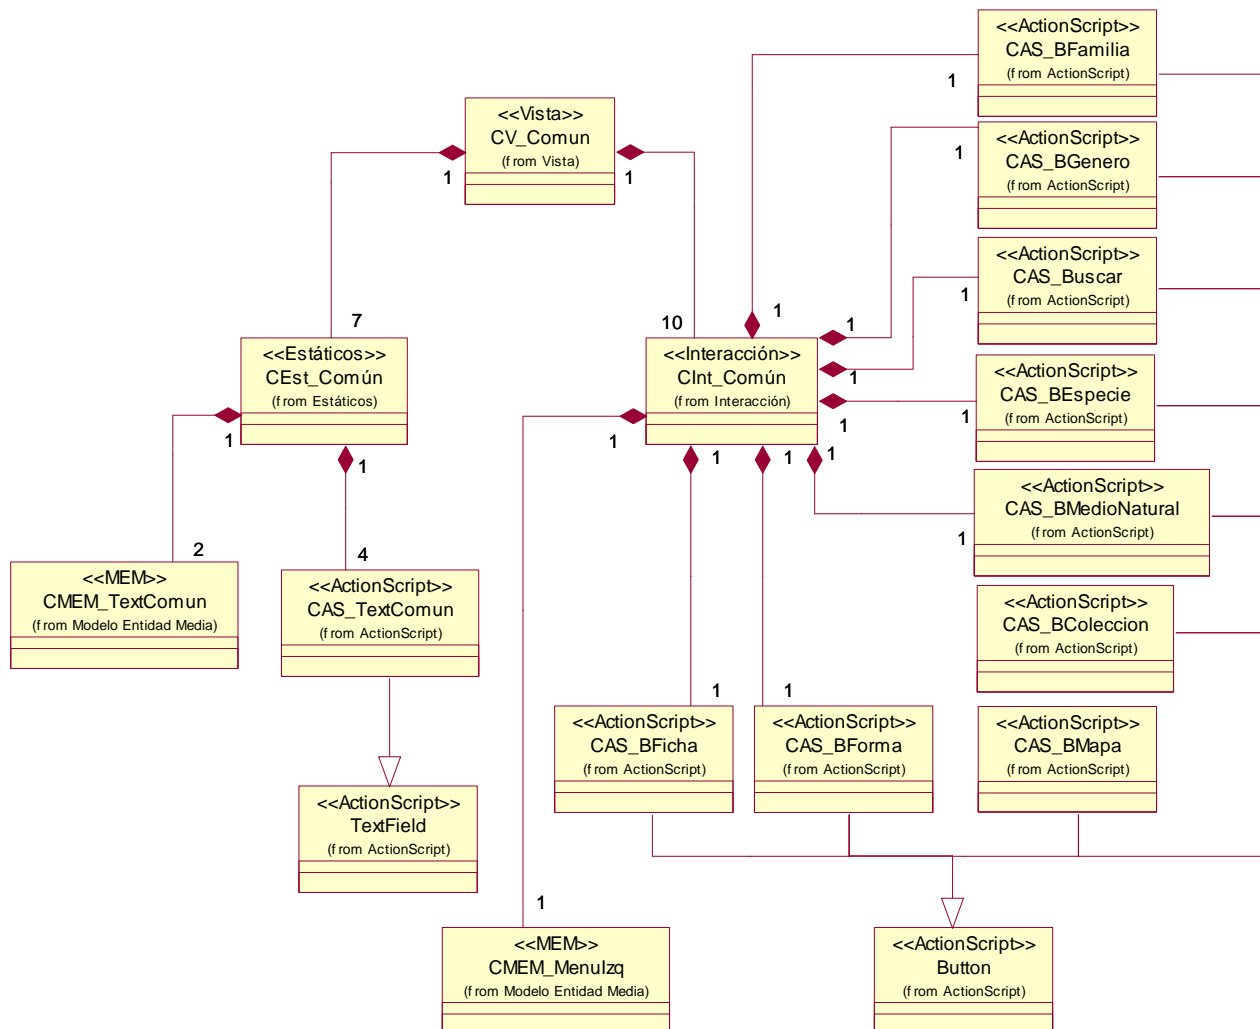 <<ActionScript>>
CAS_BFamilia
(from ActionScript)
1
<<Vista>>
CV_Comun
(from Vista)
1
1
<<ActionScript>>
CAS_BGenero
(from ActionScript)
1
<<ActionScript>>
CAS_Buscar
(from ActionScript)
1
7
10
1
1
<<Estáticos>>
CEst_Común
(from Estáticos)
1
1
<<Interacción>>
CInt_Común
(from Interacción)
1
1
1
1
1
1
<<ActionScript>>
CAS_BEspecie
(from ActionScript)
1
<<ActionScript>>
CAS_BMedioNatural
(from ActionScript)
1
2
4
<<MEM>>
CMEM_TextComun
(from Modelo Entidad Media)
<<ActionScript>>
CAS_TextComun
(from ActionScript)
<<ActionScript>>
CAS_BColeccion
(from ActionScript)
1
1
<<ActionScript>>
CAS_BFicha
(from ActionScript)
<<ActionScript>>
CAS_BForma
(from ActionScript)
<<ActionScript>>
CAS_BMapa
(from ActionScript)
<<ActionScript>>
TextField
(from ActionScript)
1
<<MEM>>
CMEM_MenuIzq
(from Modelo Entidad Media)
<<ActionScript>>
Button
(from ActionScript)